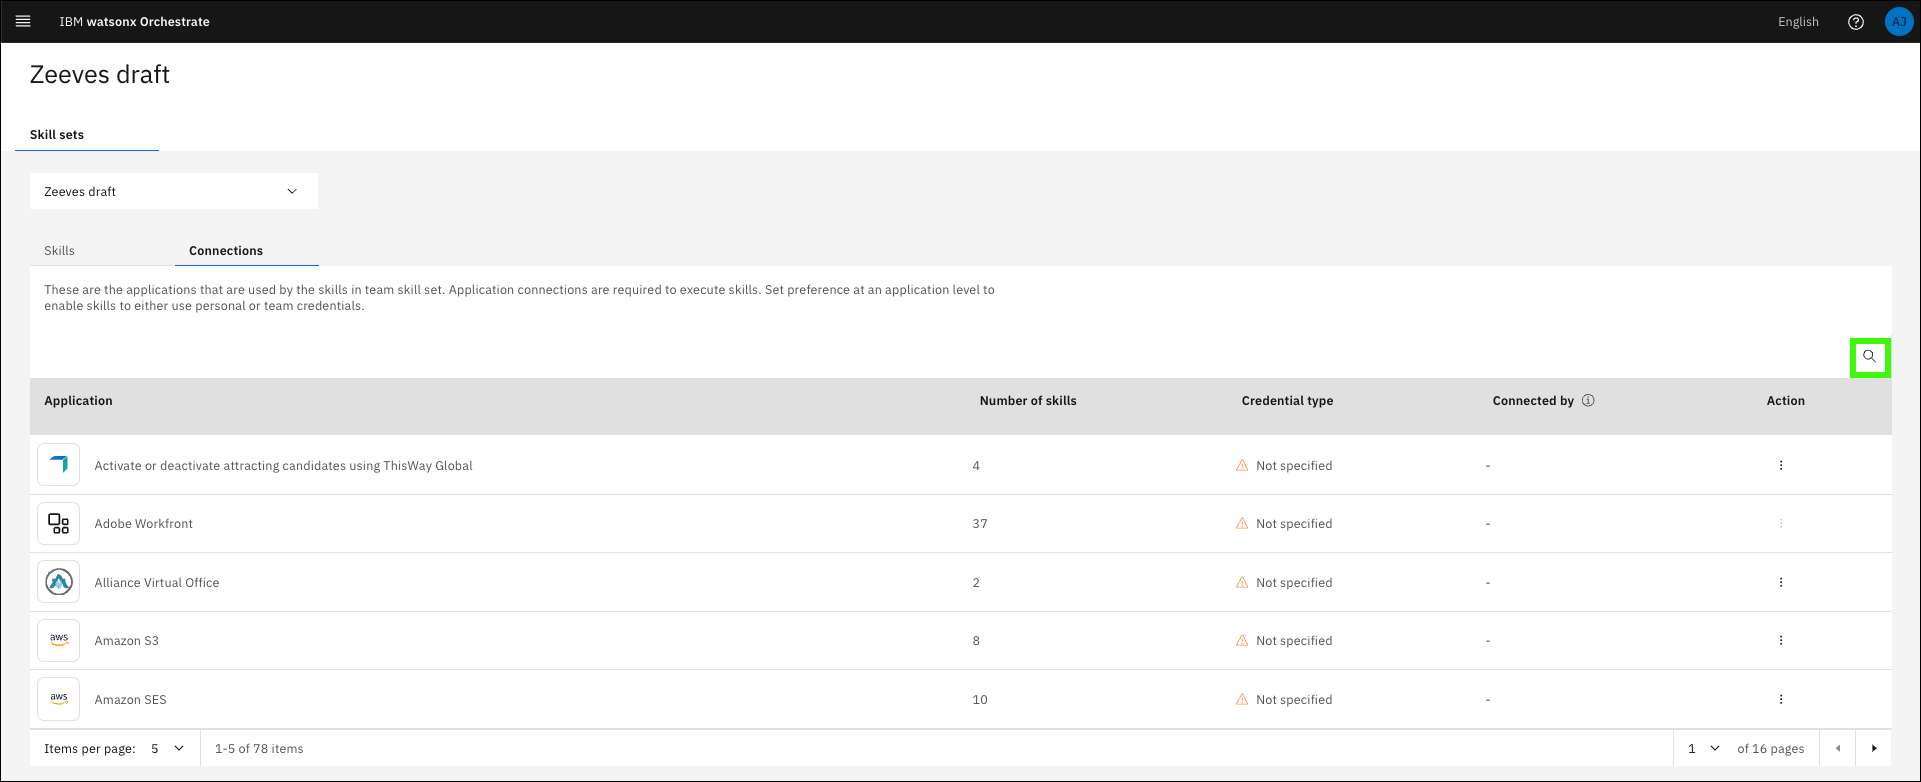 IBM watsonx Orchestrate
English
AJ
Zeeves draft
Skill sets
Zeeves draft
Skills Connections
These are the applications that are used by the skills in team skill set. Application connections are required to execute skills. Set preference at an application level to
enable skills to either use personal or team credentials.
Application Number of skills Credential type Connected by Action
Activate or deactivate attracting candidates using ThisWay Global 4 Not specified -
Adobe Workfront 37 Not specified -
Alliance Virtual Office 2 Not specified -
aws Amazon S3 8 Not specified -
aws Amazon SES 10 Not specified -
Items per page: 5 1-5 of 78 items 1 of 16 pages